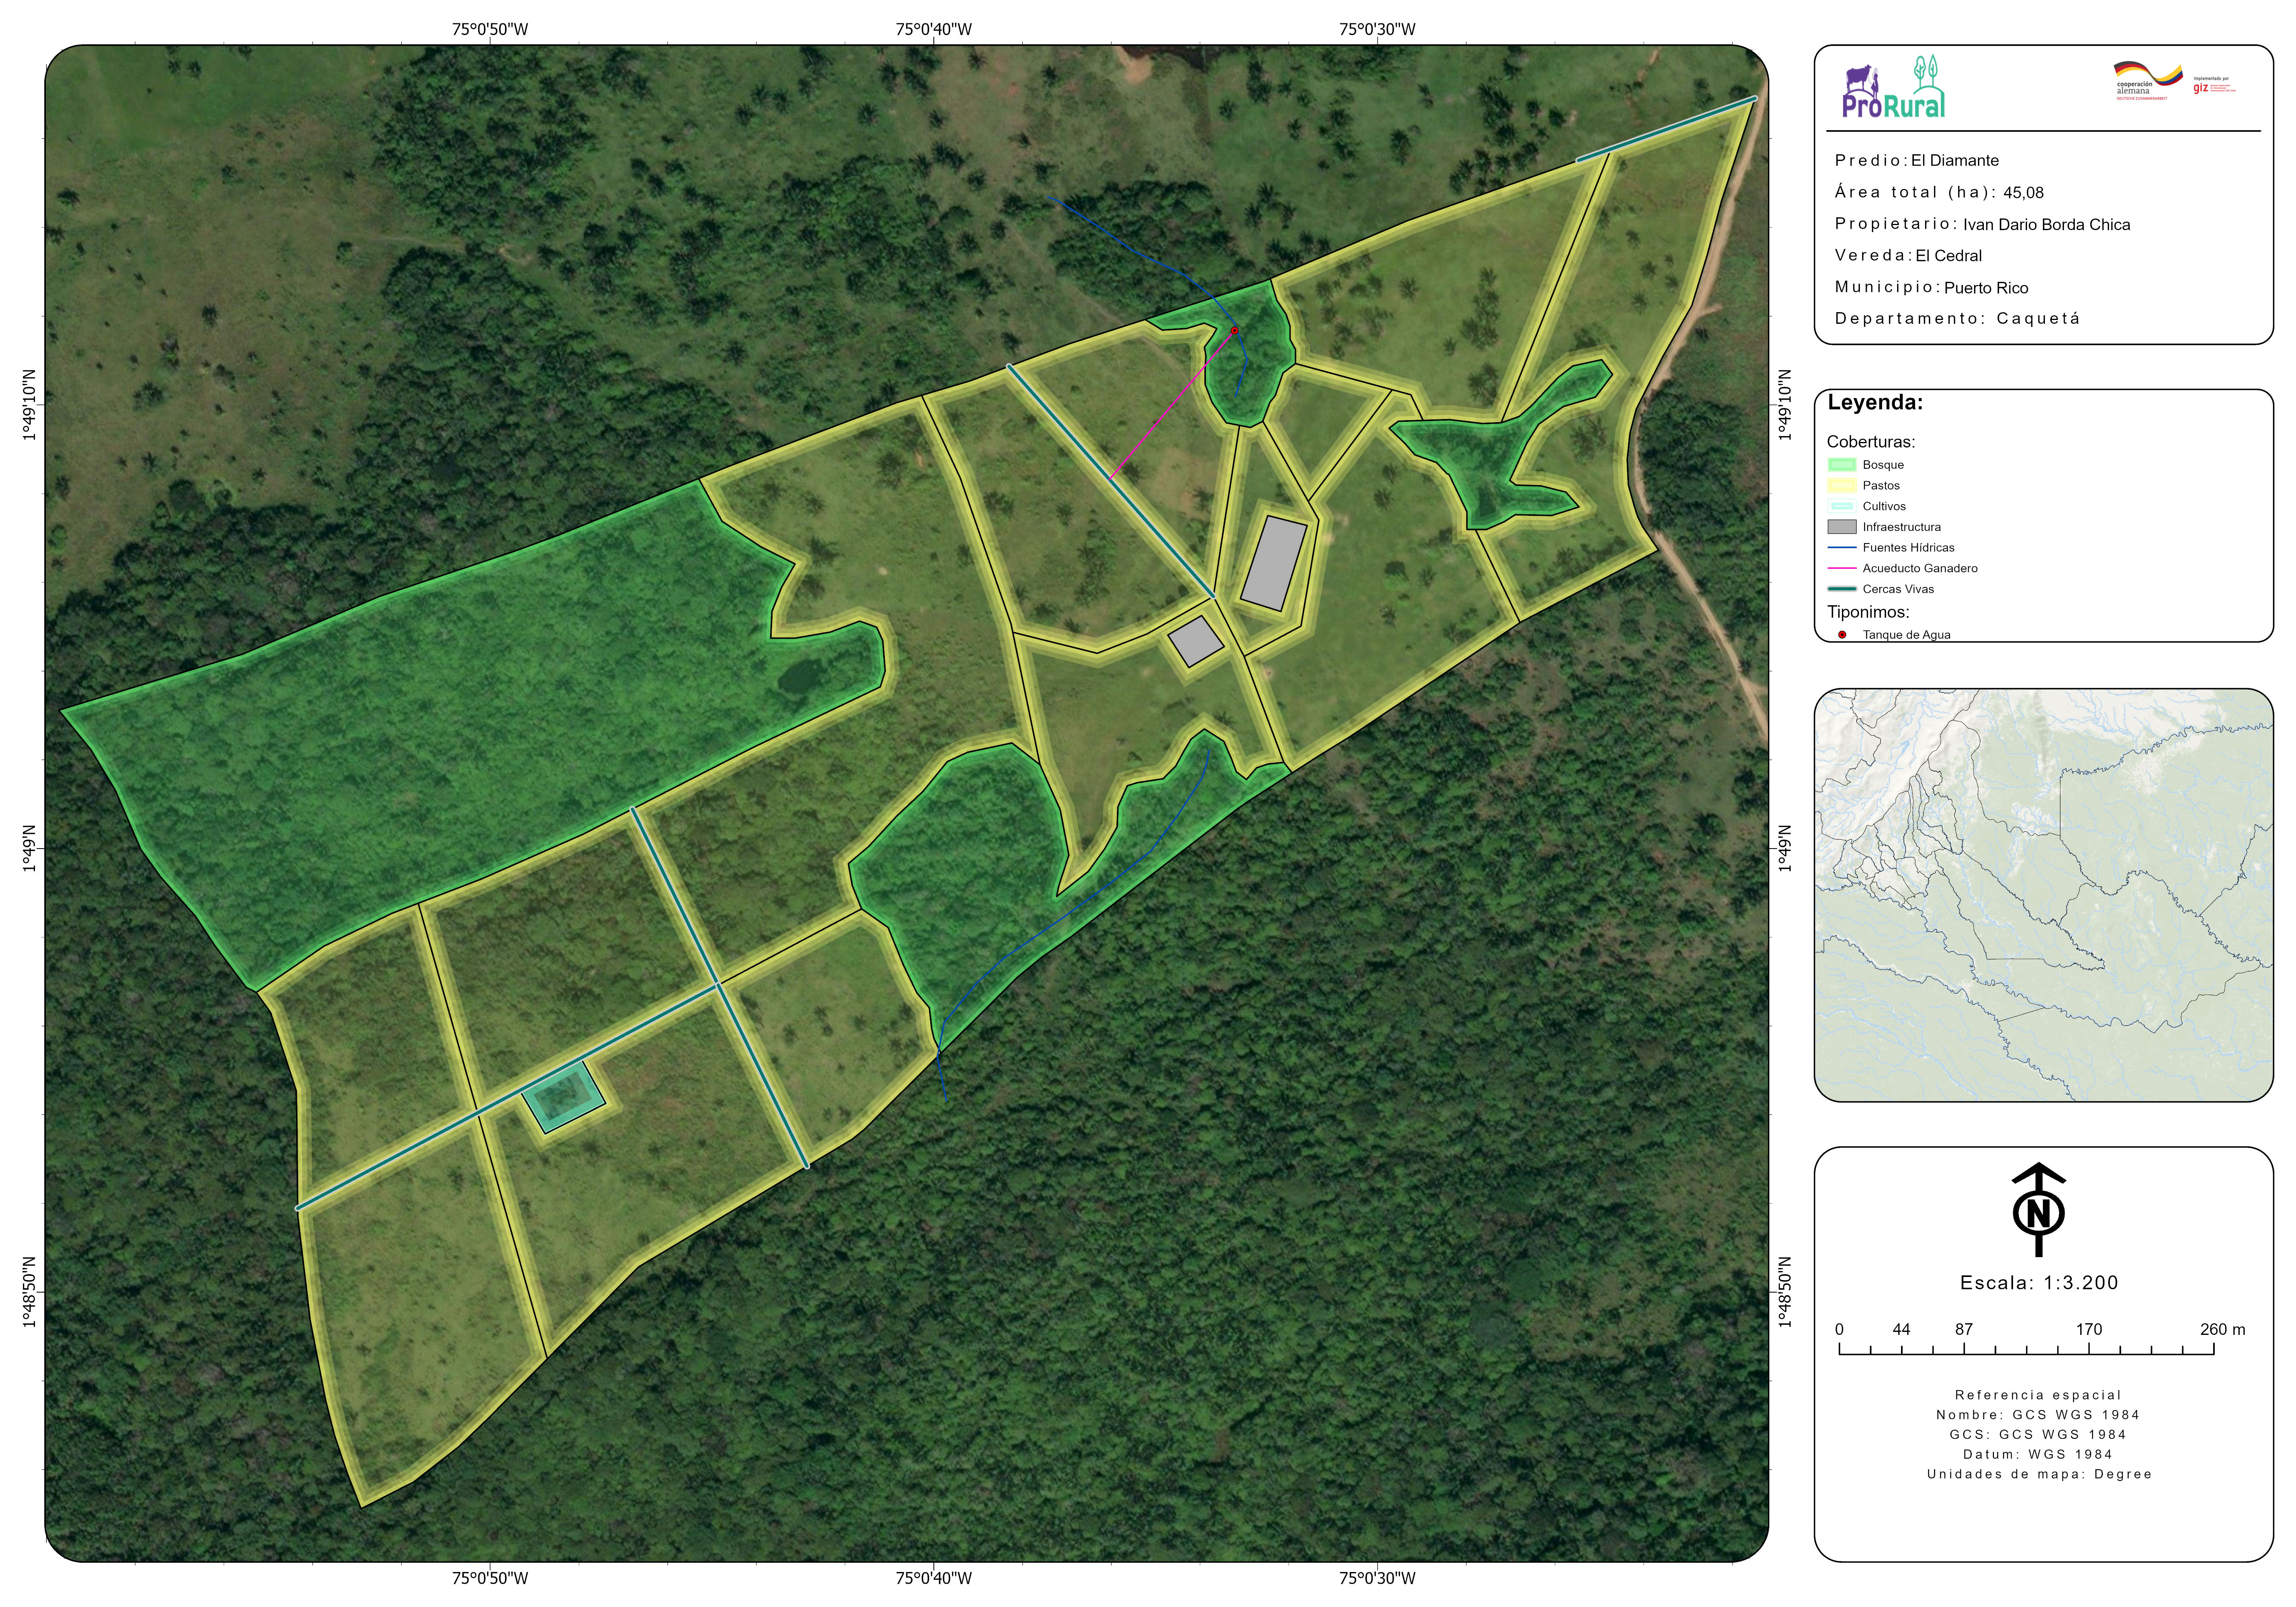 75°0'50"W
75°0'40"W
75°0'30"W
1°49'10"N
1°49'N
1°48'50"N
1°49'10"N
1°49'N
1°48'50"N
75°0'50"W
75°0'40"W
75°0'30"W
ProRural
cooperación
alemana
DEUTSCHE ZUSAMMENARBEIT
Implementada por
giz
Predio: El Diamante
Área total (ha): 45,08
Propietario: Ivan Dario Borda Chica
Vereda: El Cedral
Municipio: Puerto Rico
Departamento: Caquetá
Leyenda:
Coberturas:
Bosque
Pastos
Cultivos
Infraestructura
Fuentes Hídricas
Acueducto Ganadero
Cercas Vivas
Tiponimos:
Tanque de Agua
N
Escala: 1:3.200
0 44 87 170 260 m
Referencia espacial
Nombre: GCS WGS 1984
GCS: GCS WGS 1984
Datum: WGS 1984
Unidades de mapa: Degree